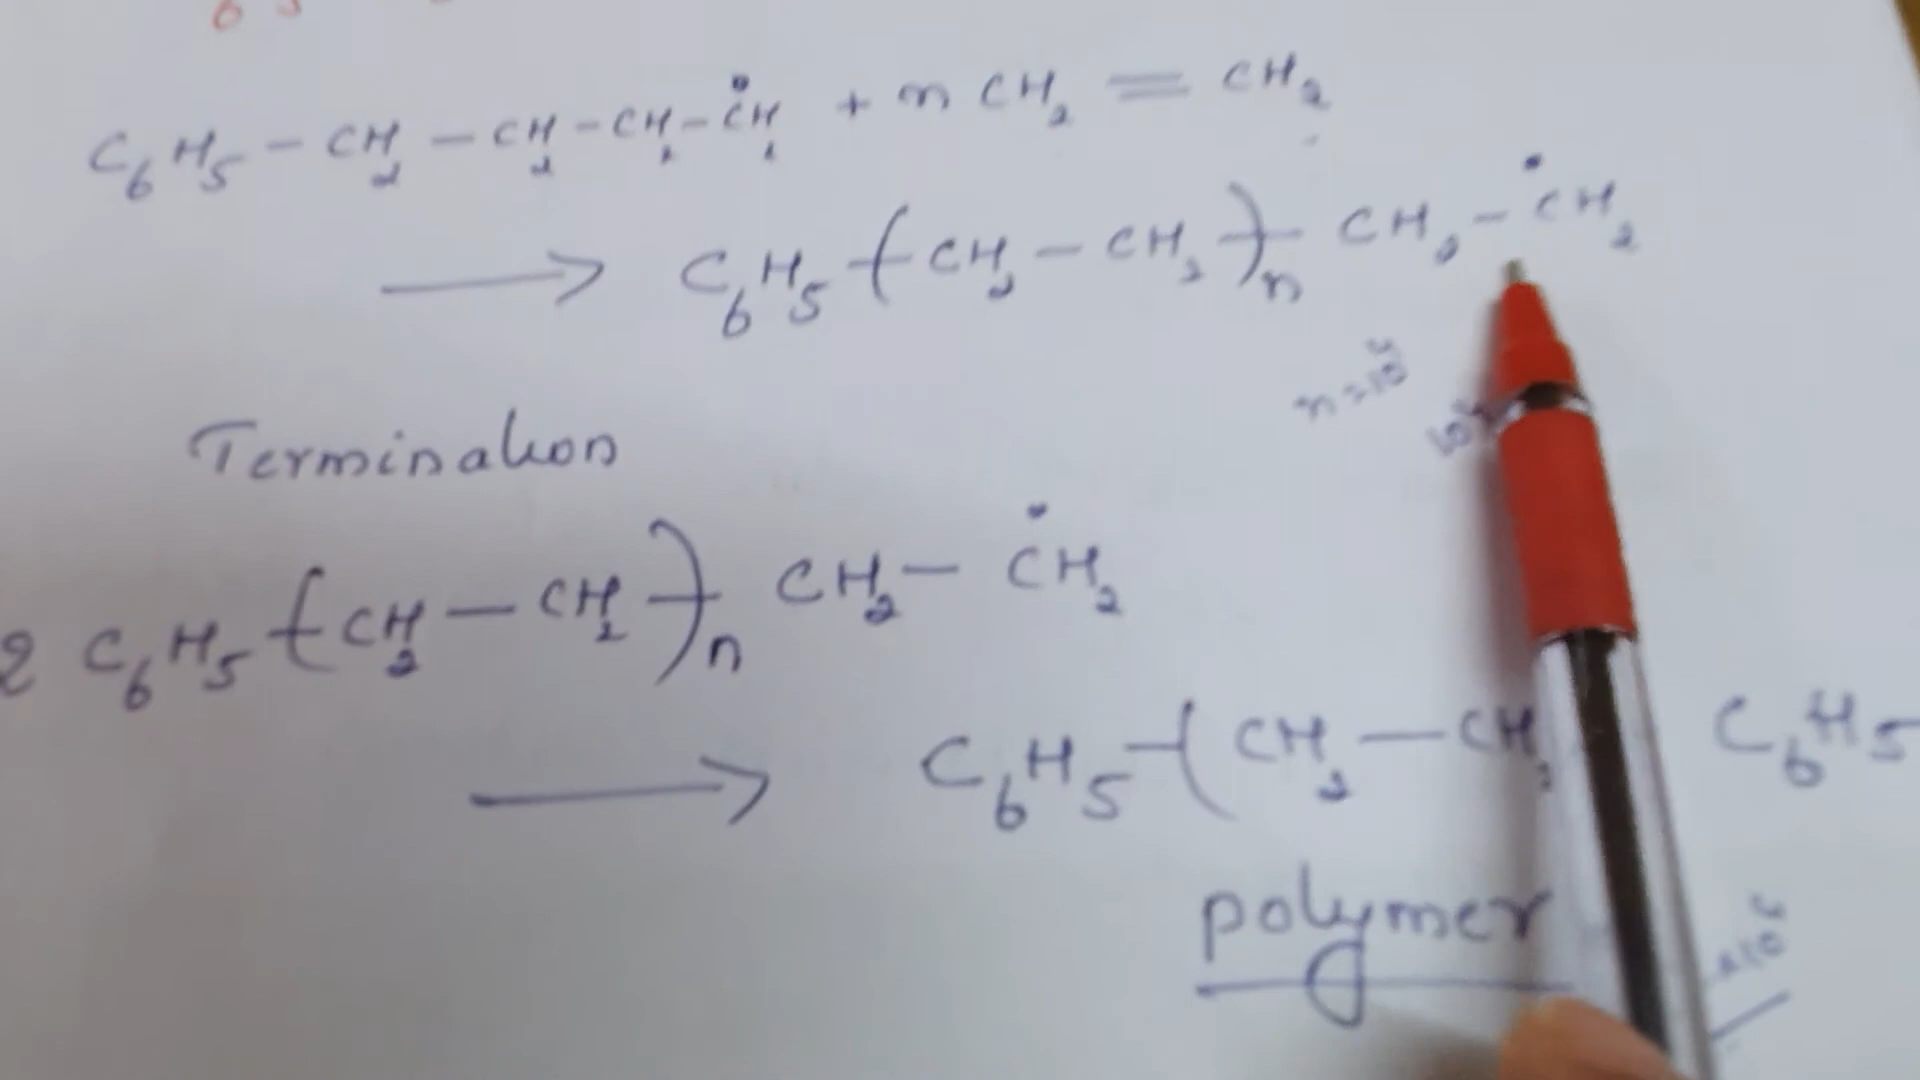 C6H5 - CH2 - CH2 - CH2 - ĊH2 + n CH2 = CH2
→ C6H5 -( CH2 - CH2 )n- CH2 - ĊH2
Termination
2 C6H5 -( CH2 - CH2 )n- CH2 - ĊH2
→ C6H5 -( CH2 - CH2 C6H5
polymer